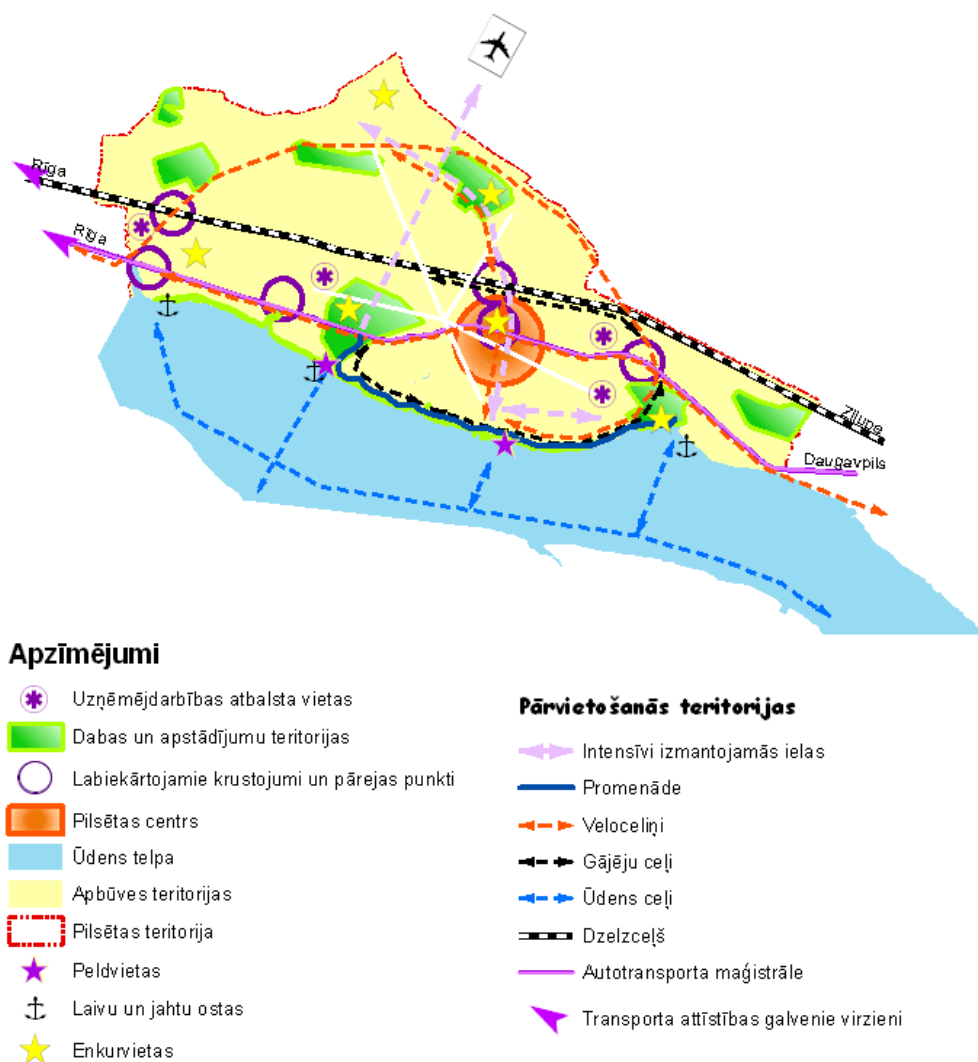 Rīga
Rīga
Zilupe
Daugavpils
Apzīmējumi
Uzņēmējdarbības atbalsta vietas
Dabas un apstādījumu teritorijas
Labiekārtojamie krustojumi un pārejas punkti
Pilsētas centrs
Ūdens telpa
Apbūves teritorijas
Pilsētas teritorija
Peldvietas
Laivu un jahtu ostas
Enkurvietas
Pārvietošanās teritorijas
Intensīvi izmantojamās ielas
Promenāde
Veloceliņi
Gājēju ceļi
Ūdens ceļi
Dzelzceļš
Autotransporta maģistrāle
Transporta attīstības galvenie virzieni